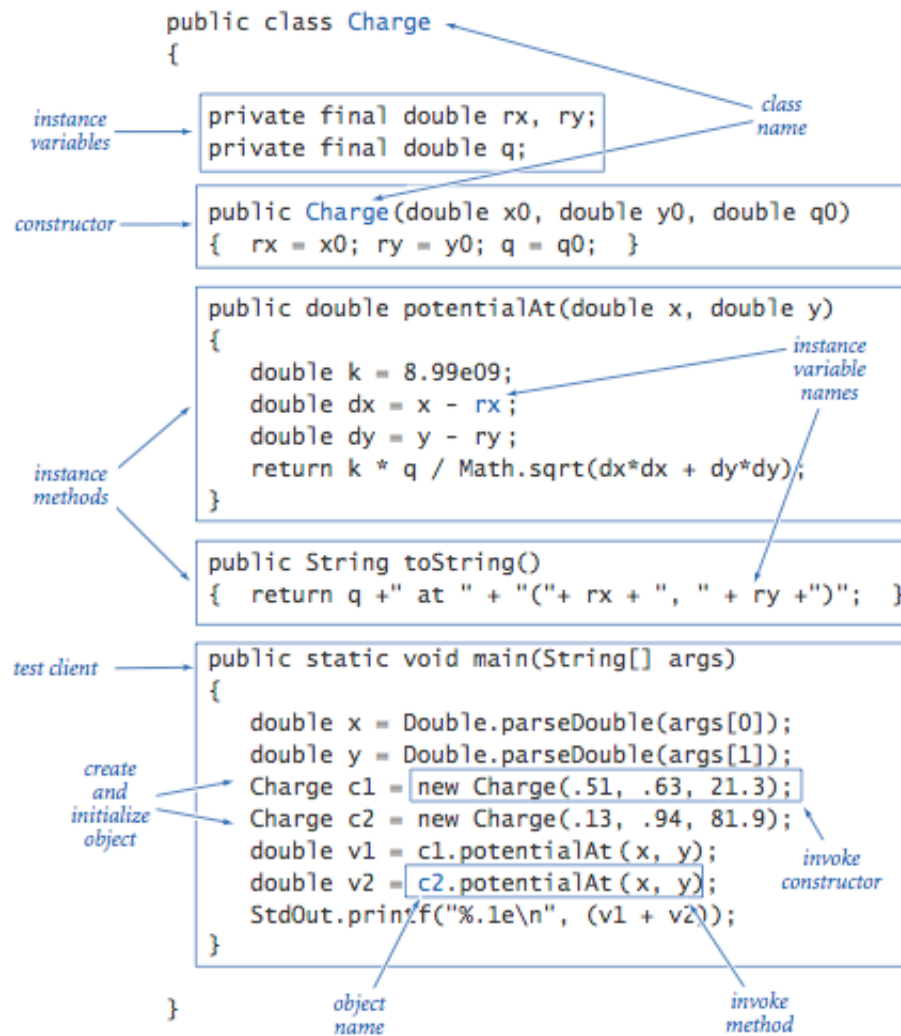 public class Charge
{
class
name
instance
variables
private final double rx, ry;
private final double q;
constructor
public Charge(double x0, double y0, double q0)
{  rx = x0; ry = y0; q = q0;  }
instance
methods
public double potentialAt(double x, double y)
{
   double k = 8.99e09;
   double dx = x - rx;
   double dy = y - ry;
   return k * q / Math.sqrt(dx*dx + dy*dy);
}
instance
variable
names
public String toString()
{  return q +" at " + "("+ rx + ", " + ry +")";  }
test client
public static void main(String[] args)
{
   double x = Double.parseDouble(args[0]);
   double y = Double.parseDouble(args[1]);
   Charge c1 = new Charge(.51, .63, 21.3);
   Charge c2 = new Charge(.13, .94, 81.9);
   double v1 = c1.potentialAt(x, y);
   double v2 = c2.potentialAt(x, y);
   StdOut.printf("%.1e\n", (v1 + v2));
}
create
and
initialize
object
invoke
constructor
}
object
name
invoke
method